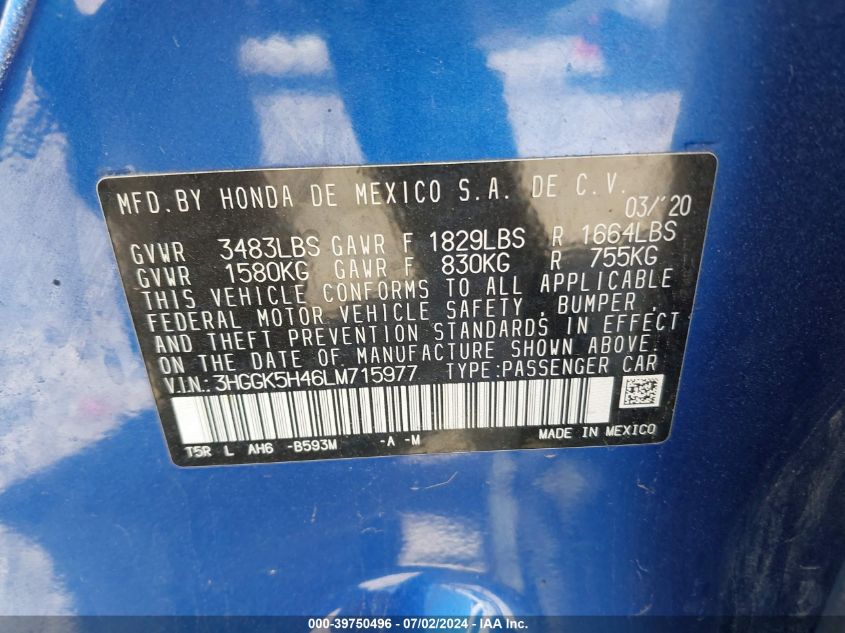 MFD. BY HONDA DE MEXICO S.A. DE C.V.
03/'20
GVWR 3483LBS GAWR F 1829LBS R 1664LBS
GVWR 1580KG GAWR F 830KG R 755KG
THIS VEHICLE CONFORMS TO ALL APPLICABLE
FEDERAL MOTOR VEHICLE SAFETY, BUMPER,
AND THEFT PREVENTION STANDARDS IN EFFECT
ON THE DATE OF MANUFACTURE SHOWN ABOVE.
V.I.N.: 3HGGK5H46LM715977 TYPE:PASSENGER CAR
T5R L AH6 -B593M -A -M MADE IN MEXICO
000-39750496 - 07/02/2024 - IAA Inc.